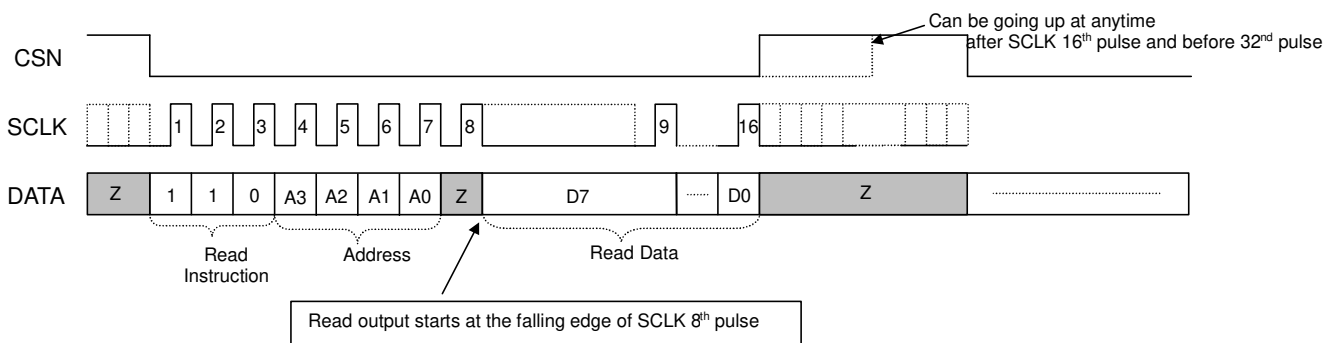 Can be going up at anytime
after SCLK 16th pulse and before 32nd pulse
CSN
SCLK 1 2 3 4 5 6 7 8 9 16
DATA Z 1 1 0 A3 A2 A1 A0 Z D7 D0 Z
Read Instruction
Address
Read Data
Read output starts at the falling edge of SCLK 8th pulse